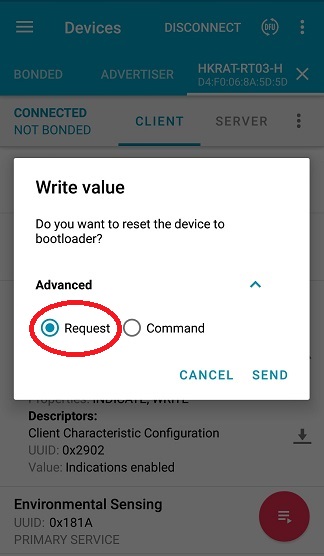 Devices
DISCONNECT
DFU
BONDED
ADVERTISER
HKRAT-RT03-H
D4:F0:06:8A:5D:5D
CONNECTED
NOT BONDED
CLIENT
SERVER
Write value
Do you want to reset the device to
bootloader?
Advanced
Request
Command
CANCEL
SEND
Properties: INDICATE, WRITE
Descriptors:
Client Characteristic Configuration
UUID: 0x2902
Value: Indications enabled
Environmental Sensing
UUID: 0x181A
PRIMARY SERVICE